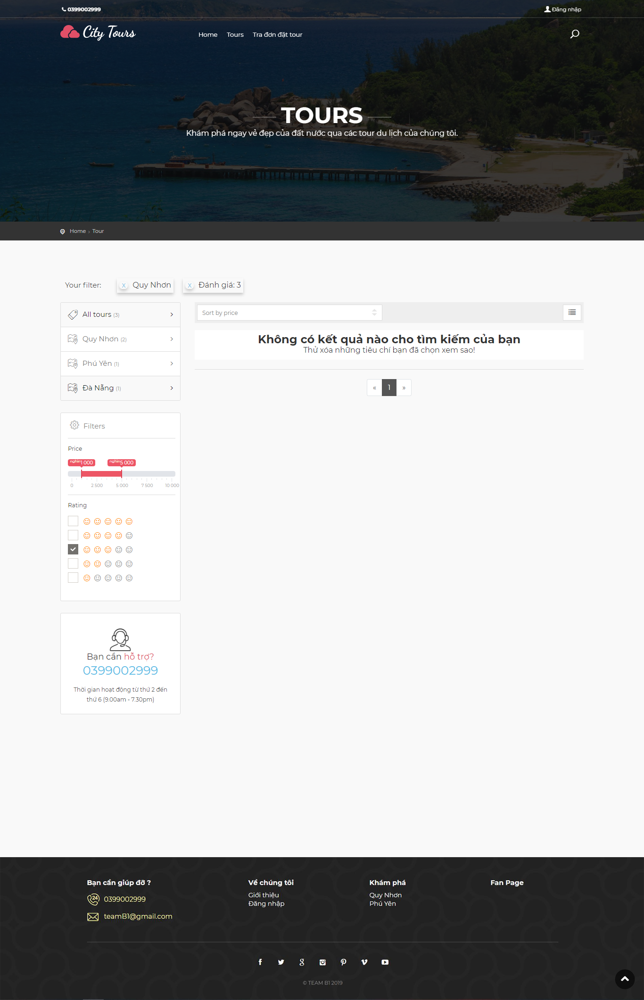 0399002999
Đăng nhập
City Tours
Home
Tours
Tra đơn đặt tour
TOURS
Khám phá ngay vẻ đẹp của đất nước qua các tour du lịch của chúng tôi.
Home › Tour
Your filter:
x Quy Nhơn
x Đánh giá: 3
All tours (3)
Quy Nhơn (2)
Phú Yên (1)
Đà Nẵng (1)
Sort by price
Không có kết quả nào cho tìm kiếm của bạn
Thử xóa những tiêu chí bạn đã chọn xem sao!
« 1 »
Filters
Price
nghìn 1 000
nghìn 5 000
0 2 500 5 000 7 500 10 000
Rating
Bạn cần hỗ trợ?
0399002999
Thời gian hoạt động từ thứ 2 đến
thứ 6 (9.00am - 7.30pm)
Bạn cần giúp đỡ ?
24 0399002999
teamB1@gmail.com
Về chúng tôi
Giới thiệu
Đăng nhập
Khám phá
Quy Nhơn
Phú Yên
Fan Page
© TEAM B1 2019